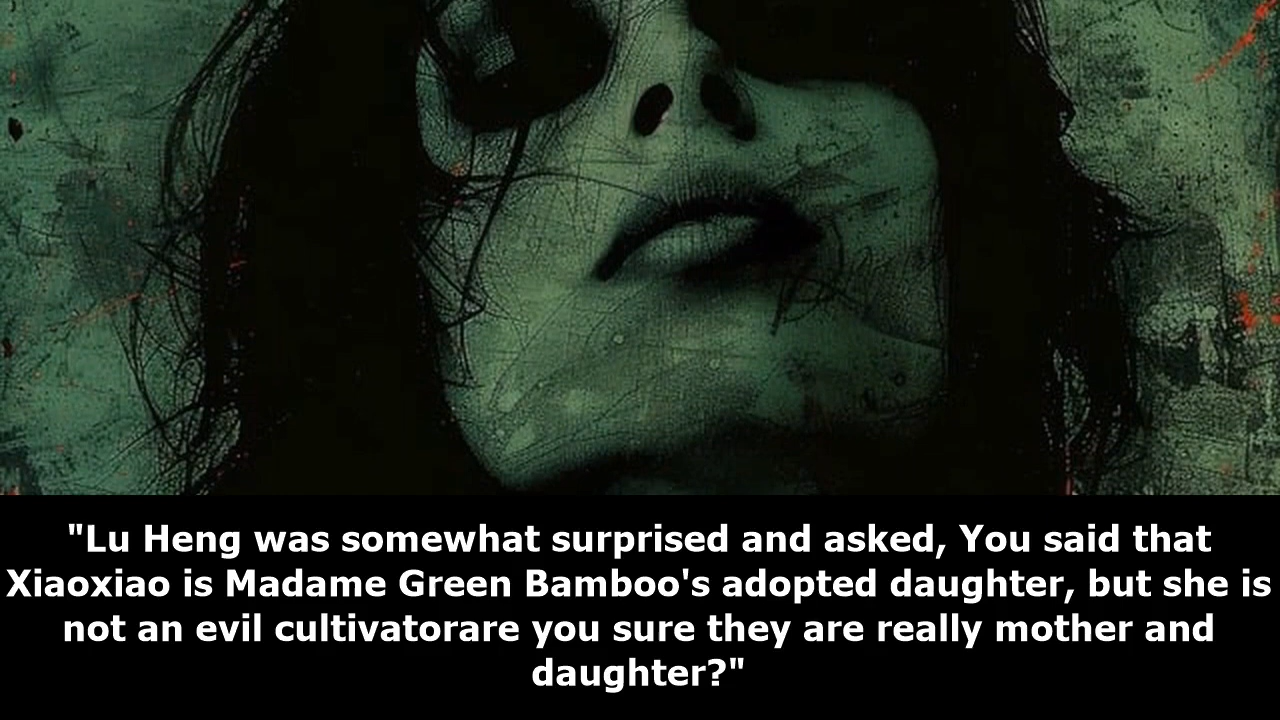 "Lu Heng was somewhat surprised and asked, You said that
Xiaoxiao is Madame Green Bamboo's adopted daughter, but she is
not an evil cultivatorare you sure they are really mother and
daughter?"